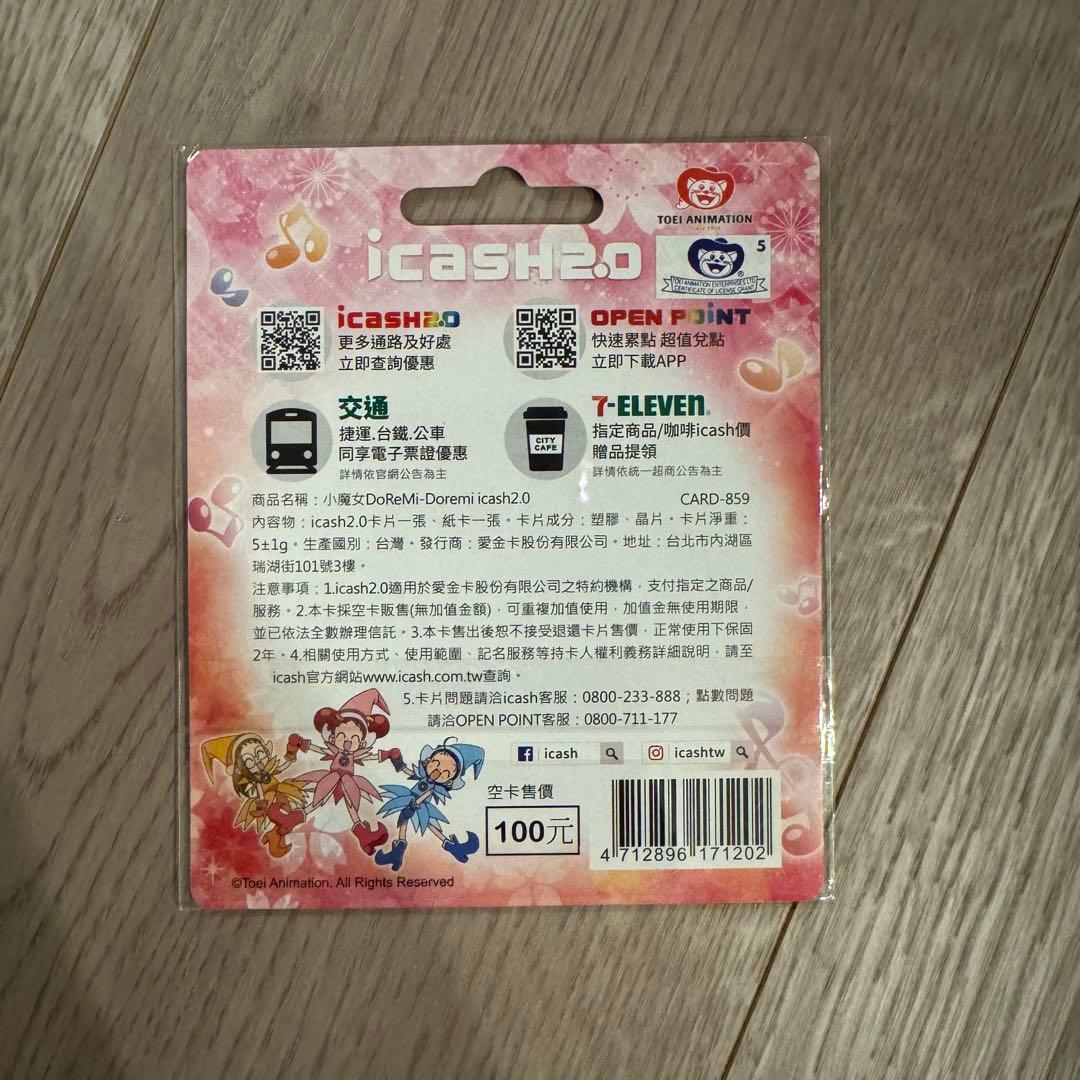 TOEI ANIMATION
Since 1956
icash2.0
5
TOEI ANIMATION ENTERPRISES LTD.
CERTIFICATE OF LICENSE GRANT
icash2.0
更多通路及好處
立即查詢優惠
OPEN POiNT
快速累點 超值兌點
立即下載APP
交通
捷運.台鐵.公車
同享電子票證優惠
詳情依官網公告為主
CITY
CAFE
7-ELEVEn®
指定商品/咖啡icash價
贈品提領
詳情依統一超商公告為主
商品名稱：小魔女DoReMi-Doremi icash2.0
CARD-859
內容物：icash2.0卡片一張、紙卡一張。卡片成分：塑膠、晶片。卡片淨重：
5±1g。生產國別：台灣。發行商：愛金卡股份有限公司。地址：台北市內湖區
瑞湖街101號3樓。
注意事項：1.icash2.0適用於愛金卡股份有限公司之特約機構，支付指定之商品/
服務。2.本卡採空卡販售(無加值金額)，可重複加值使用，加值金無使用期限，
並已依法全數辦理信託。3.本卡售出後恕不接受退還卡片售價，正常使用下保固
2年。4.相關使用方式、使用範圍、記名服務等持卡人權利義務詳細說明，請至
icash官方網站www.icash.com.tw查詢。
5.卡片問題請洽icash客服：0800-233-888；點數問題
請洽OPEN POINT客服：0800-711-177
f icash
icashtw
空卡售價
100元
4 712896 171202
©Toei Animation. All Rights Reserved